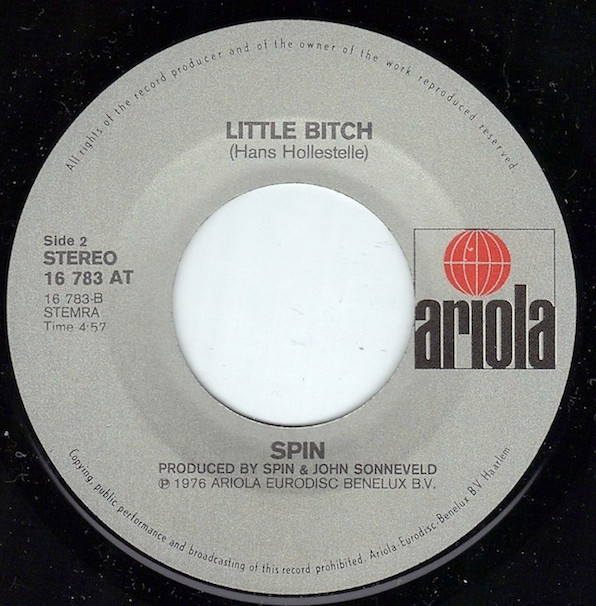 All rights of the record producer and of the owner of the work reproduced reserved
LITTLE BITCH
(Hans Hollestelle)
Side 2
STEREO
16 783 AT
16 783-B
STEMRA
Time 4:57
ariola
SPIN
PRODUCED BY SPIN & JOHN SONNEVELD
℗ 1976 ARIOLA EURODISC BENELUX B.V.
Copying, public performance and broadcasting of this record prohibited. Ariola-Eurodisc-Benelux B.V. Haarlem